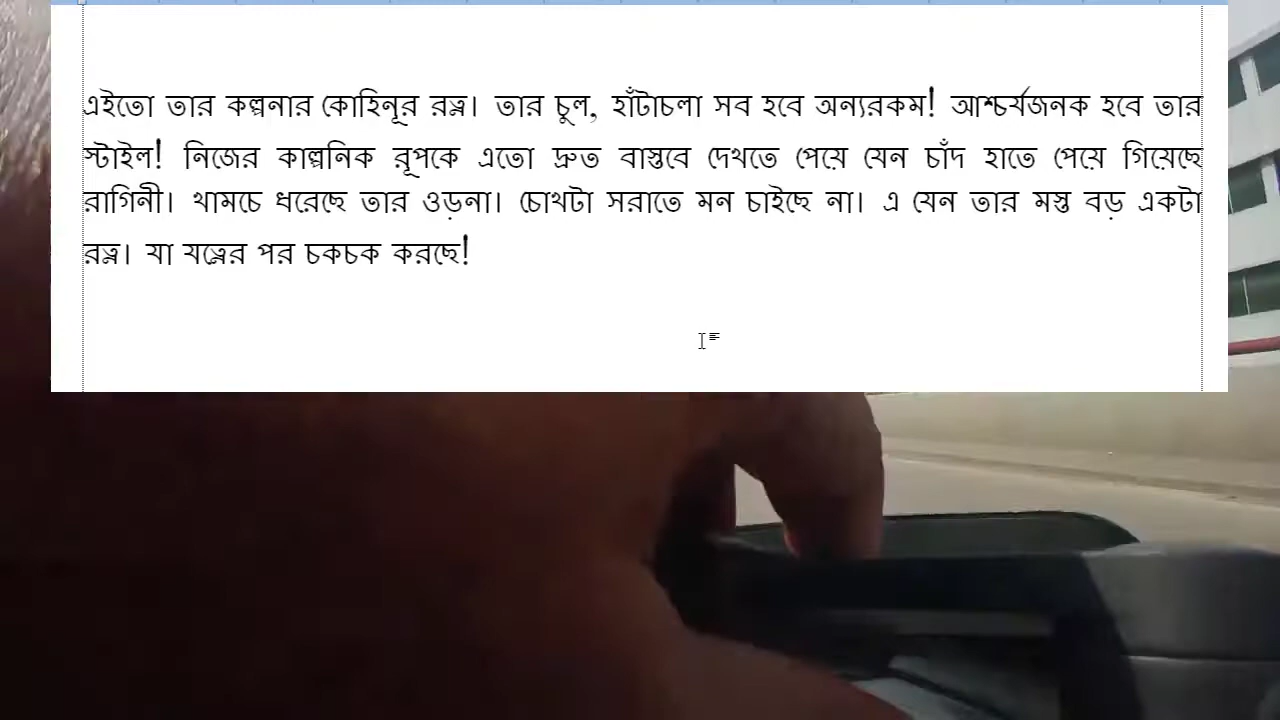 এইতো তার কল্পনার কোহিনূর রত্ন। তার চুল, হাঁটাচলা সব হবে অন্যরকম! আশ্চর্যজনক হবে তার
স্টাইল! নিজের কাল্পনিক রূপকে এতো দ্রুত বাস্তবে দেখতে পেয়ে যেন চাঁদ হাতে পেয়ে গিয়েছে
রাগিনী। থামচে ধরেছে তার ওড়না। চোখটা সরাতে মন চাইছে না। এ যেন তার মস্ত বড় একটা
রত্ন। যা যত্নের পর চকচক করছে!